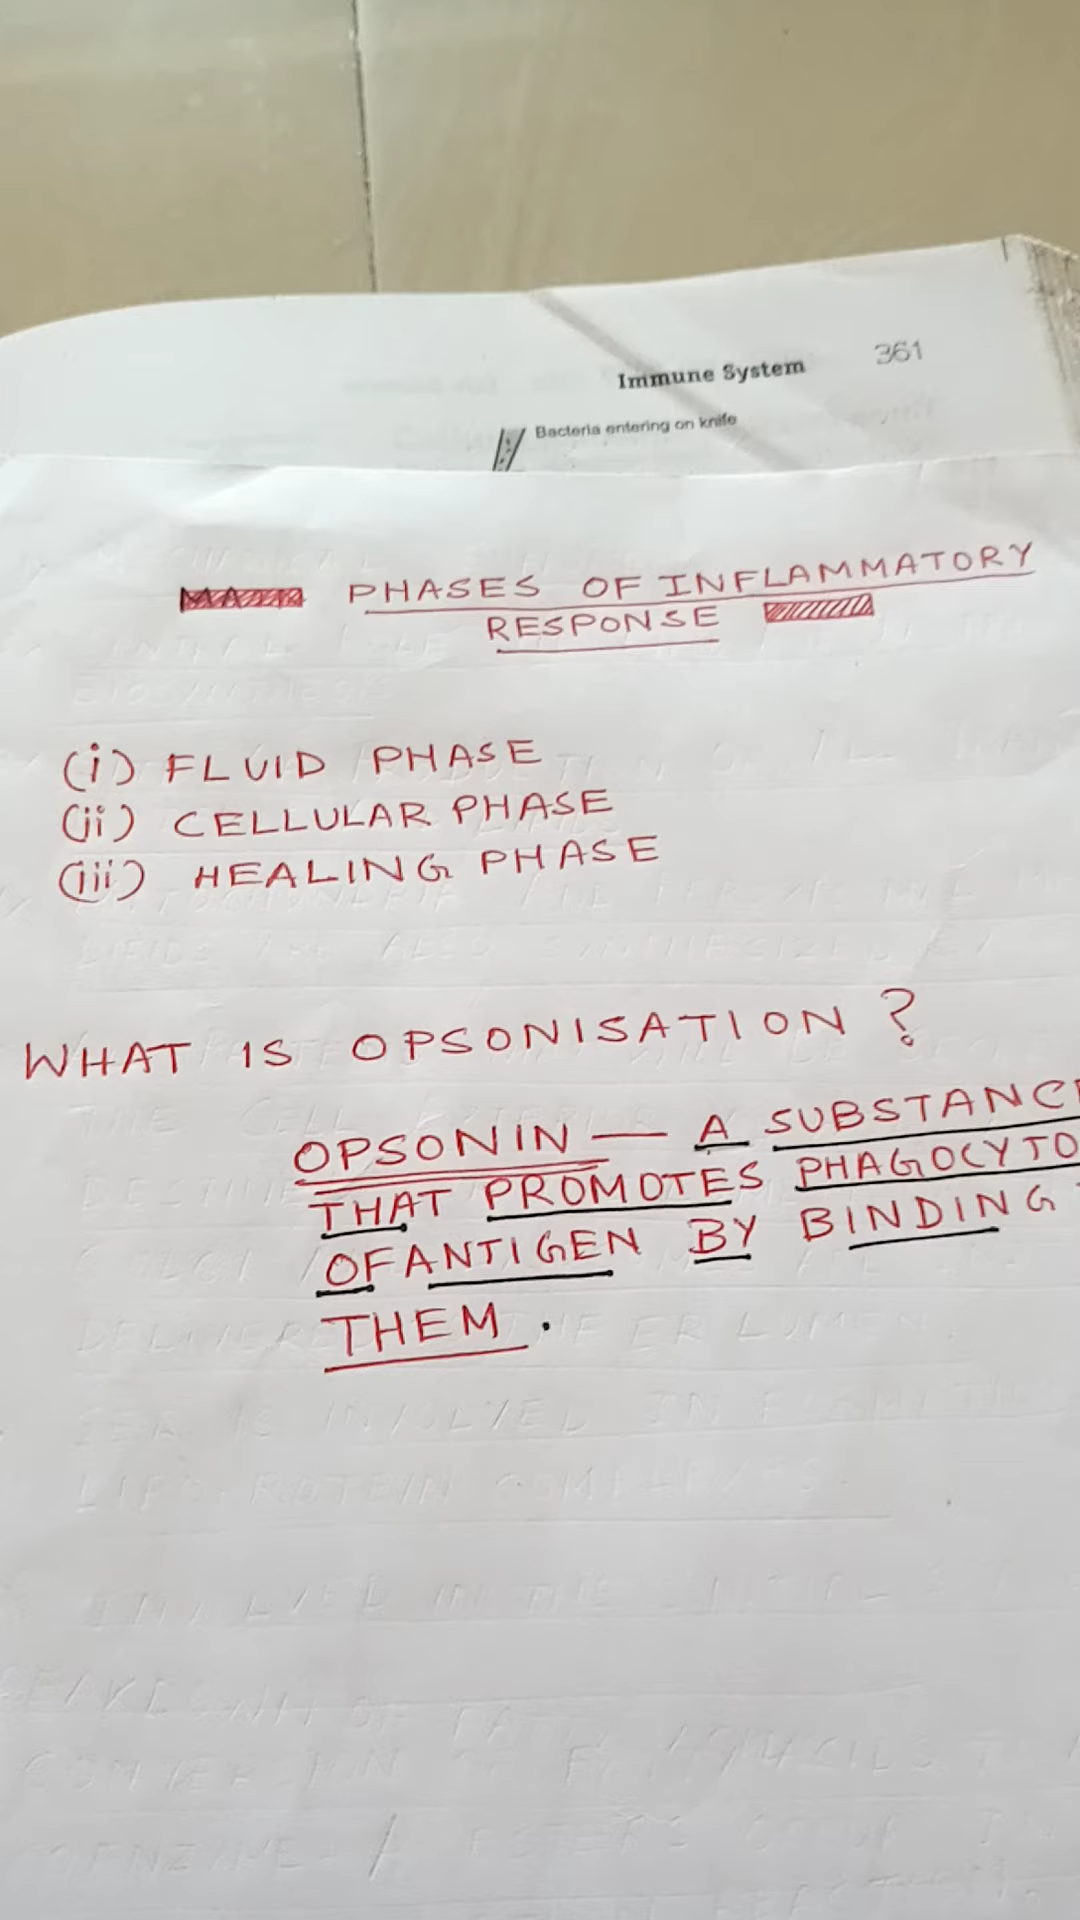 Immune System 361
Bacteria entering on knife
PHASES OF INFLAMMATORY
RESPONSE
(i) FLUID PHASE
(ii) CELLULAR PHASE
(iii) HEALING PHASE
WHAT IS OPSONISATION ?
OPSONIN — A SUBSTANCE
THAT PROMOTES PHAGOCYTO
OF ANTIGEN BY BINDING
THEM .